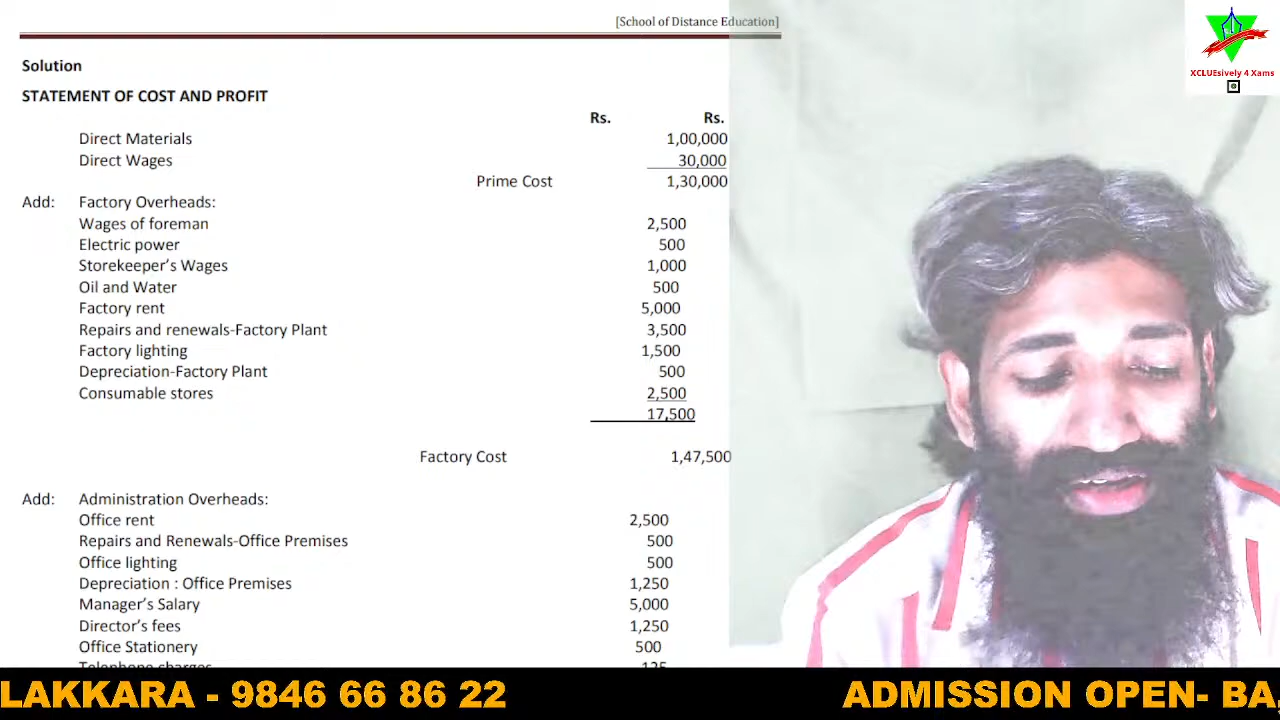 [School of Distance Education]
XCLUEsively 4 Xams
Solution
STATEMENT OF COST AND PROFIT
Rs. Rs.
Direct Materials 1,00,000
Direct Wages 30,000
Prime Cost 1,30,000
Add: Factory Overheads:
Wages of foreman 2,500
Electric power 500
Storekeeper's Wages 1,000
Oil and Water 500
Factory rent 5,000
Repairs and renewals-Factory Plant 3,500
Factory lighting 1,500
Depreciation-Factory Plant 500
Consumable stores 2,500
17,500
Factory Cost 1,47,500
Add: Administration Overheads:
Office rent 2,500
Repairs and Renewals-Office Premises 500
Office lighting 500
Depreciation : Office Premises 1,250
Manager's Salary 5,000
Director's fees 1,250
Office Stationery 500
Telephone charges 125
LAKKARA - 9846 66 86 22 ADMISSION OPEN- BA